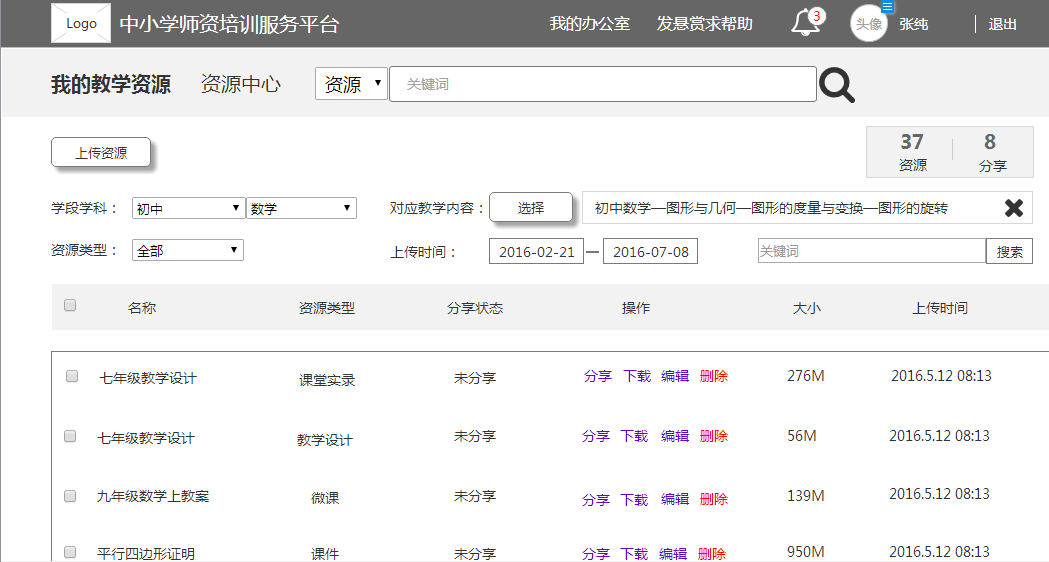 Logo 中小学师资培训服务平台 我的办公室 发悬赏求帮助 3 头像 张纯 退出
我的教学资源 资源中心 资源 关键词
上传资源 37 8
资源 分享
学段学科： 初中 数学 对应教学内容： 选择 初中数学—图形与几何—图形的度量与变换—图形的旋转
资源类型： 全部 上传时间： 2016-02-21 — 2016-07-08 关键词 搜索
名称 资源类型 分享状态 操作 大小 上传时间
七年级教学设计 课堂实录 未分享 分享 下载 编辑 删除 276M 2016.5.12 08:13
七年级教学设计 教学设计 未分享 分享 下载 编辑 删除 56M 2016.5.12 08:13
九年级数学上教案 微课 未分享 分享 下载 编辑 删除 139M 2016.5.12 08:13
平行四边形证明 课件 未分享 分享 下载 编辑 删除 950M 2016.5.12 08:13